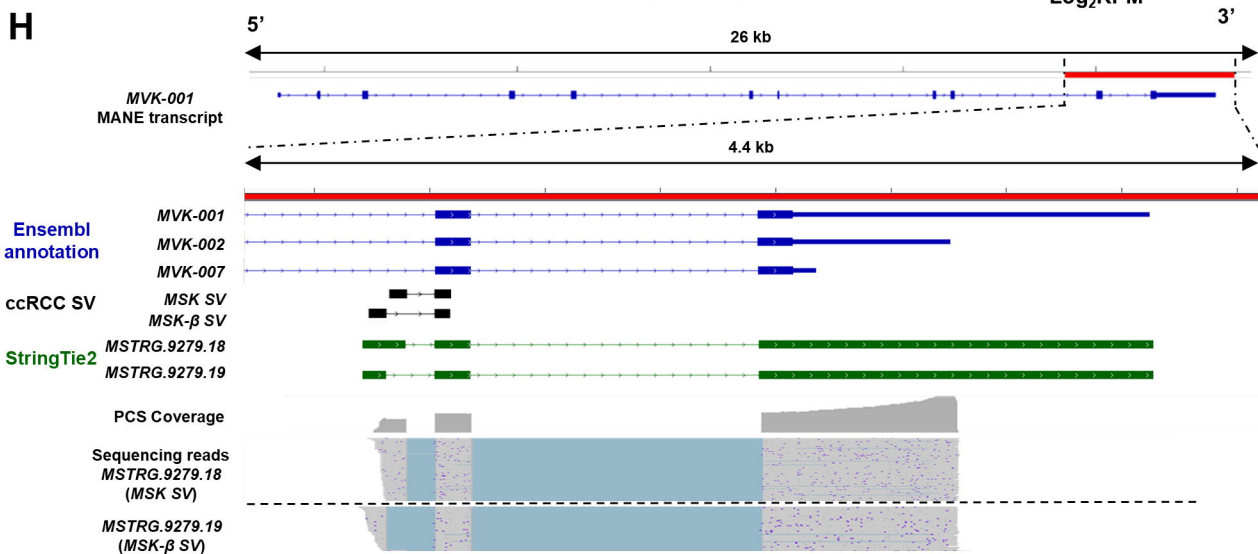 H
Log₂RPM
5’
3’
26 kb
MVK-001
MANE transcript
4.4 kb
Ensembl
annotation
MVK-001
MVK-002
MVK-007
ccRCC SV
MSK SV
MSK-β SV
StringTie2
MSTRG.9279.18
MSTRG.9279.19
PCS Coverage
Sequencing reads
MSTRG.9279.18
(MSK SV)
MSTRG.9279.19
(MSK-β SV)